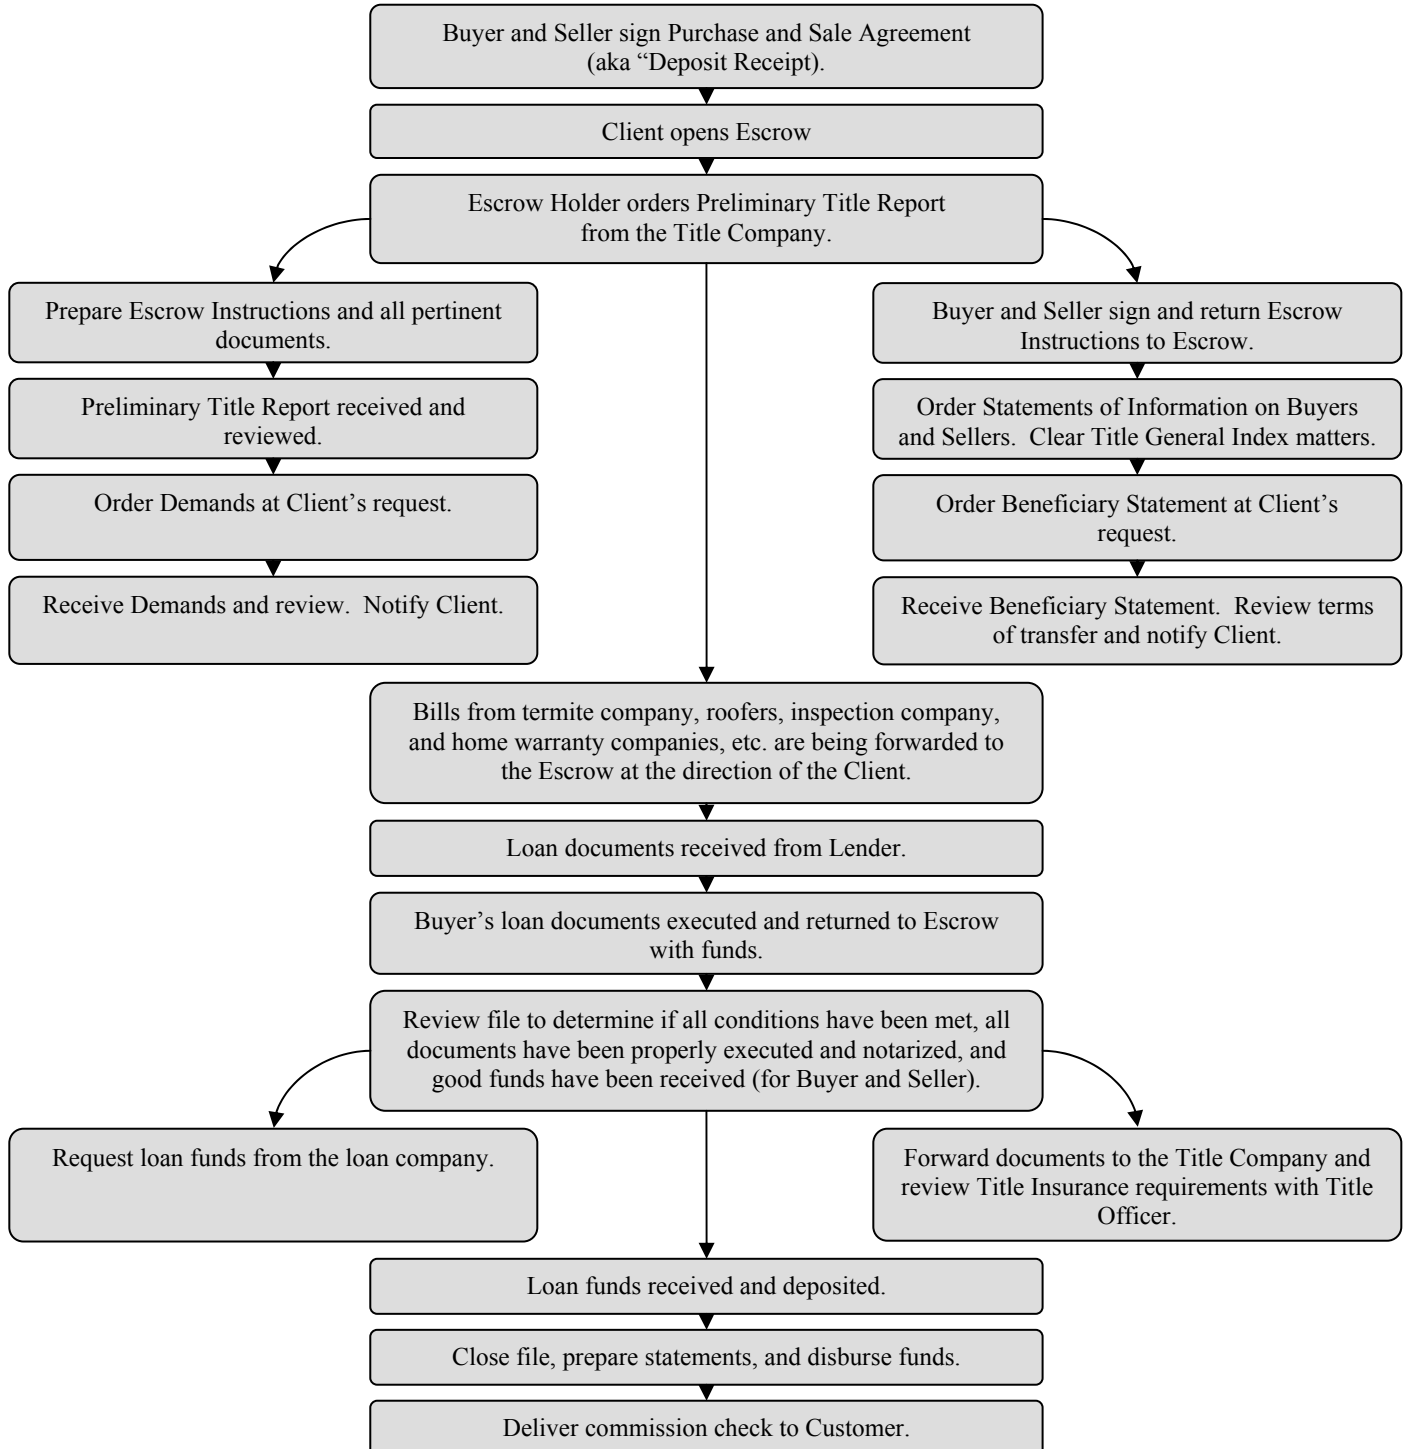 Buyer and Seller sign Purchase and Sale Agreement
(aka “Deposit Receipt).
Client opens Escrow
Escrow Holder orders Preliminary Title Report
from the Title Company.
Prepare Escrow Instructions and all pertinent
documents.
Preliminary Title Report received and
reviewed.
Order Demands at Client’s request.
Receive Demands and review.  Notify Client.
Buyer and Seller sign and return Escrow
Instructions to Escrow.
Order Statements of Information on Buyers
and Sellers.  Clear Title General Index matters.
Order Beneficiary Statement at Client’s
request.
Receive Beneficiary Statement.  Review terms
of transfer and notify Client.
Bills from termite company, roofers, inspection company,
and home warranty companies, etc. are being forwarded to
the Escrow at the direction of the Client.
Loan documents received from Lender.
Buyer’s loan documents executed and returned to Escrow
with funds.
Review file to determine if all conditions have been met, all
documents have been properly executed and notarized, and
good funds have been received (for Buyer and Seller).
Request loan funds from the loan company.
Forward documents to the Title Company and
review Title Insurance requirements with Title
Officer.
Loan funds received and deposited.
Close file, prepare statements, and disburse funds.
Deliver commission check to Customer.